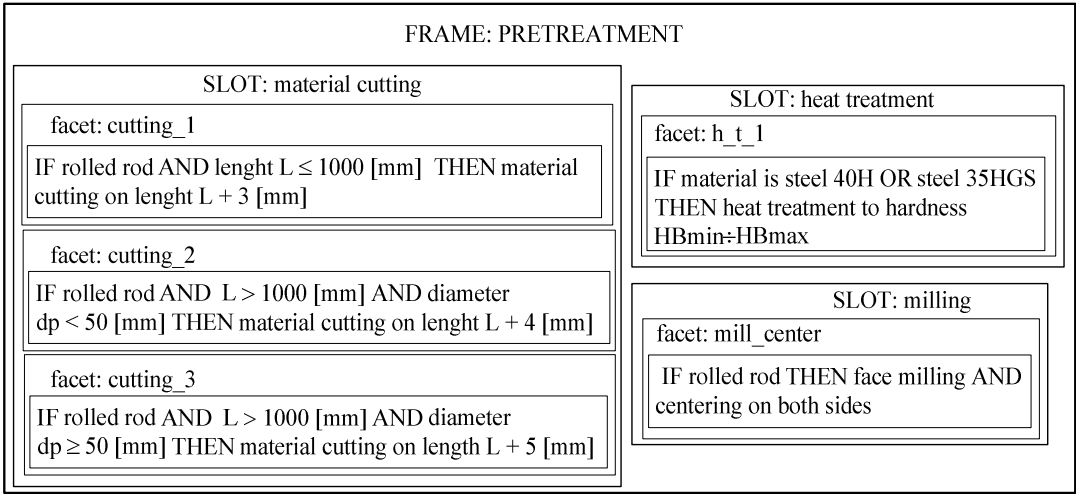 FRAME: PRETREATMENT
SLOT: material cutting
facet: cutting_1
IF rolled rod AND lenght L ≤ 1000 [mm] THEN material
cutting on lenght L + 3 [mm]
facet: cutting_2
IF rolled rod AND L > 1000 [mm] AND diameter
dp < 50 [mm] THEN material cutting on lenght L + 4 [mm]
facet: cutting_3
IF rolled rod AND L > 1000 [mm] AND diameter
dp ≥ 50 [mm] THEN material cutting on length L + 5 [mm]
SLOT: heat treatment
facet: h_t_1
IF material is steel 40H OR steel 35HGS
THEN heat treatment to hardness
HBmin÷HBmax
SLOT: milling
facet: mill_center
IF rolled rod THEN face milling AND
centering on both sides